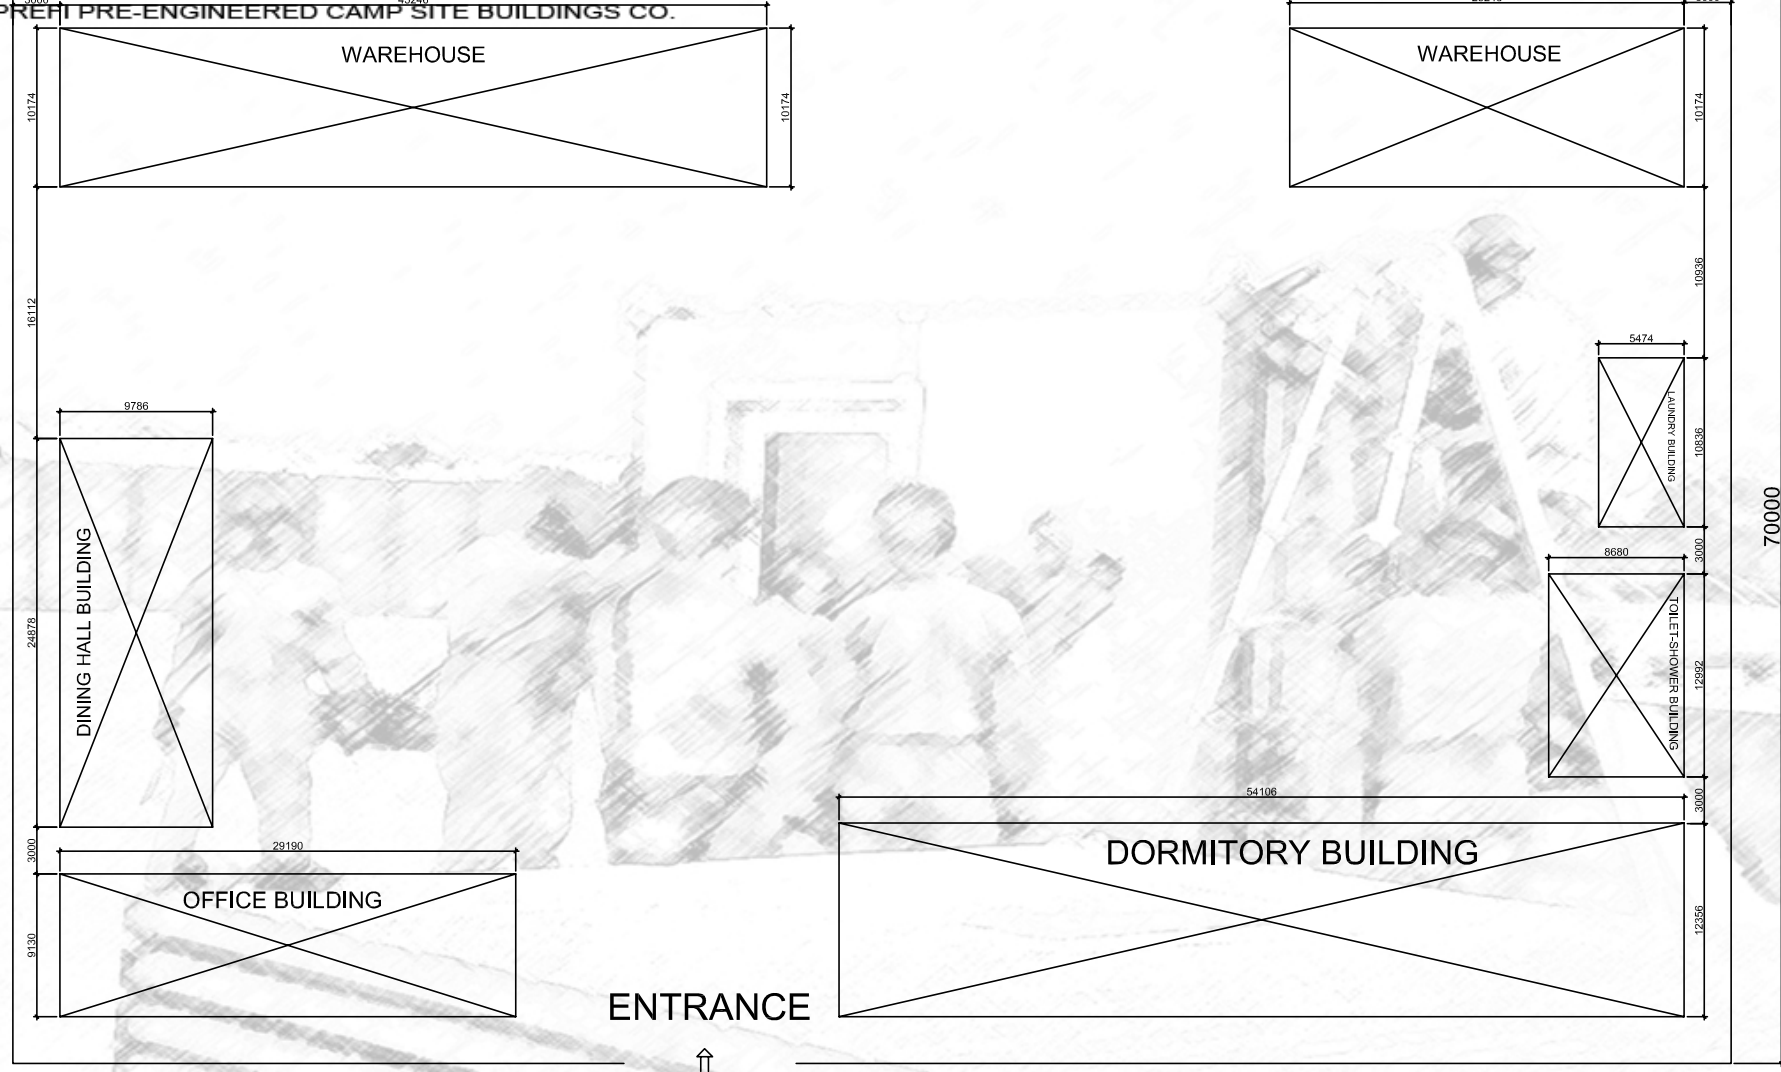 PREFI PRE-ENGINEERED CAMP SITE BUILDINGS CO.
WAREHOUSE
WAREHOUSE
10174
10174
10174
16112
10936
5474
LAUNDRY BUILDING
10836
9786
70000
3000
8680
DINING HALL BUILDING
24878
TOILET-SHOWER BUILDING
12992
54106
3000
3000
29190
DORMITORY BUILDING
OFFICE BUILDING
9130
12356
ENTRANCE